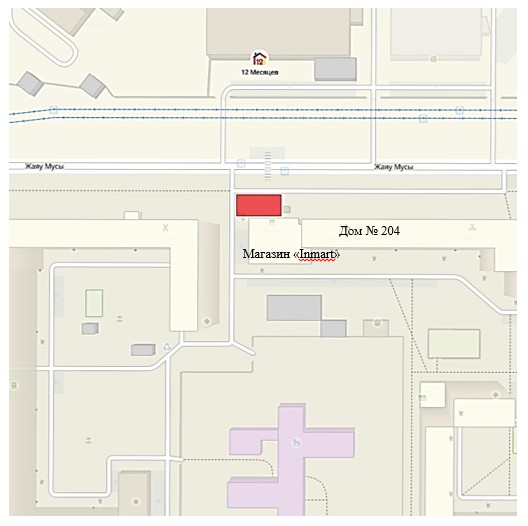 12
12 Месяцев
Жаяу Мусы
Жаяу Мусы
Дом № 204
Магазин «Inmart»